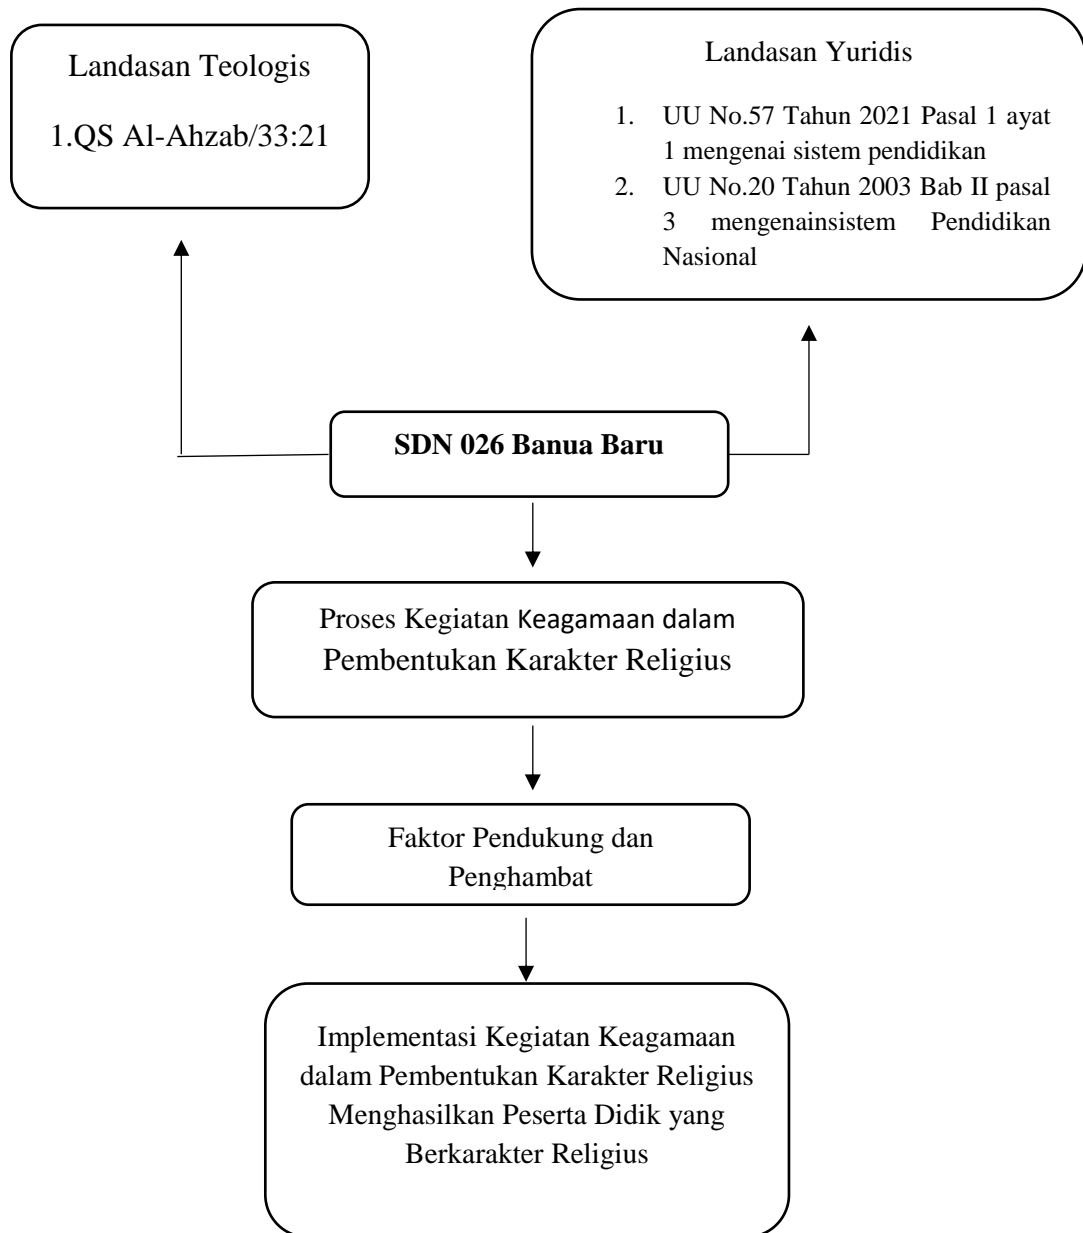 Landasan Teologis
1.QS Al-Ahzab/33:21
Landasan Yuridis
1. UU No.57 Tahun 2021 Pasal 1 ayat
1 mengenai sistem pendidikan
2. UU No.20 Tahun 2003 Bab II pasal
3 mengenainsistem Pendidikan
Nasional
SDN 026 Banua Baru
Proses Kegiatan Keagamaan dalam
Pembentukan Karakter Religius
Faktor Pendukung dan
Penghambat
Implementasi Kegiatan Keagamaan
dalam Pembentukan Karakter Religius
Menghasilkan Peserta Didik yang
Berkarakter Religius